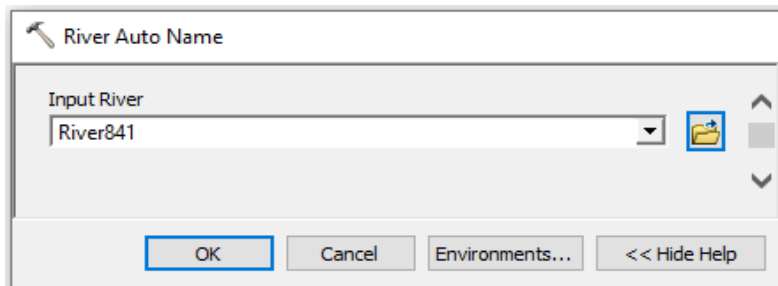 River Auto Name
Input River
River841
OK Cancel Environments... << Hide Help